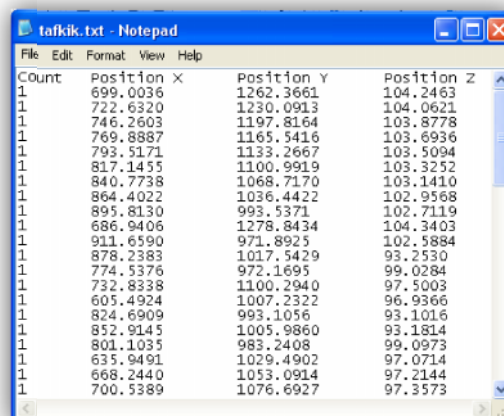 tafkik.txt - Notepad
File Edit Format View Help
Count Position X Position Y Position Z
1 699.0036 1262.3661 104.2463
1 722.6320 1230.0913 104.0621
1 746.2603 1197.8164 103.8778
1 769.8887 1165.5416 103.6936
1 793.5171 1133.2667 103.5094
1 817.1455 1100.9919 103.3252
1 840.7738 1068.7170 103.1410
1 864.4022 1036.4422 102.9568
1 895.8130 993.5371 102.7119
1 686.9406 1278.8434 104.3403
1 911.6590 971.8925 102.5884
1 878.2383 1017.5429 93.2530
1 774.5376 972.1695 99.0284
1 732.8338 1100.2940 97.5003
1 605.4924 1007.2322 96.9366
1 824.6909 993.1056 93.1016
1 852.9145 1005.9860 93.1814
1 801.1035 983.2408 99.0973
1 635.9491 1029.4902 97.0714
1 668.2440 1053.0914 97.2144
1 700.5389 1076.6927 97.3573